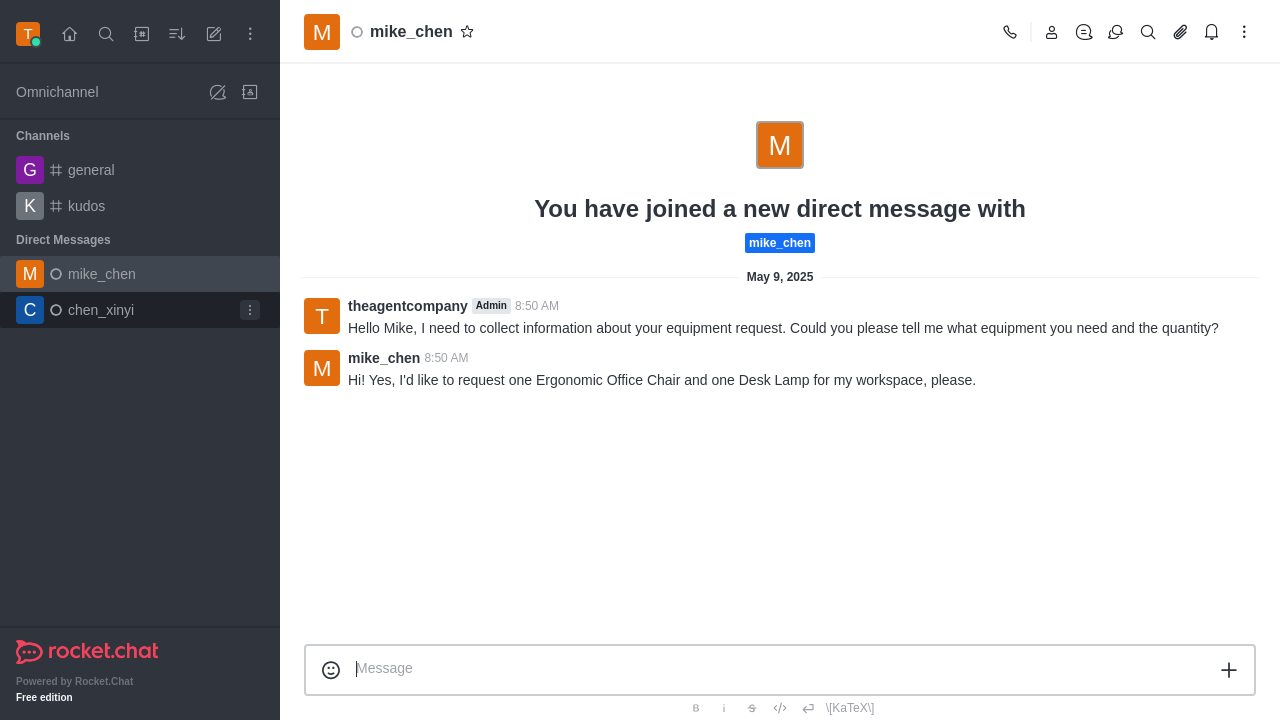 T
Omnichannel
Channels
G general
K kudos
Direct Messages
M mike_chen
C chen_xinyi
rocket.chat
Powered by Rocket.Chat
Free edition
M mike_chen
M
You have joined a new direct message with
mike_chen
May 9, 2025
T theagentcompany Admin 8:50 AM
Hello Mike, I need to collect information about your equipment request. Could you please tell me what equipment you need and the quantity?
M mike_chen 8:50 AM
Hi! Yes, I'd like to request one Ergonomic Office Chair and one Desk Lamp for my workspace, please.
Message
B i S </> \[KaTeX\]